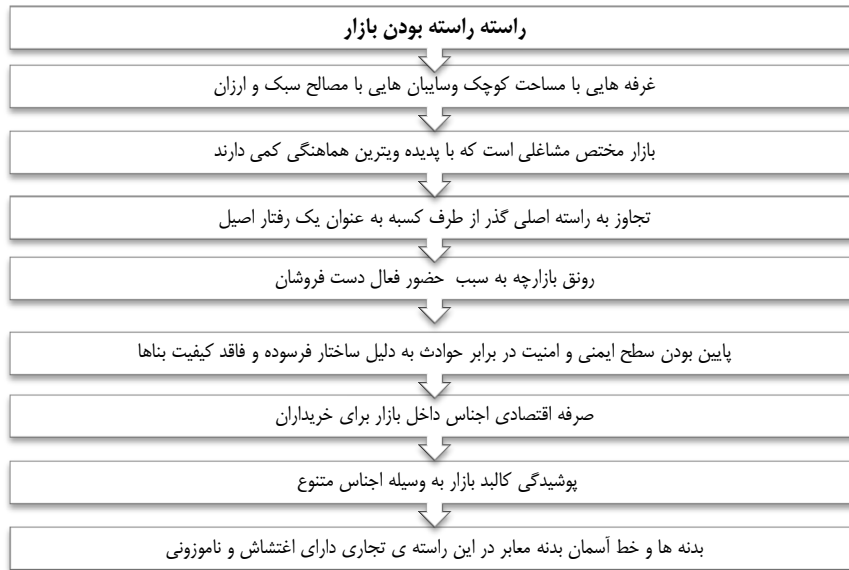 راسته راسته بودن بازار
غرفه هایی با مساحت کوچک وسایبان هایی با مصالح سبک و ارزان
بازار مختص مشاغلی است که با پدیده ویترین هماهنگی کمی دارند
تجاوز به راسته اصلی گذر از طرف کسبه به عنوان یک رفتار اصیل
رونق بازارچه به سبب حضور فعال دست فروشان
پایین بودن سطح ایمنی و امنیت در برابر حوادث به دلیل ساختار فرسوده و فاقد کیفیت بناها
صرفه اقتصادی اجناس داخل بازار برای خریداران
پوشیدگی کالبد بازار به وسیله اجناس متنوع
بدنه ها و خط آسمان بدنه معابر در این راسته ی تجاری دارای اغتشاش و ناموزونی